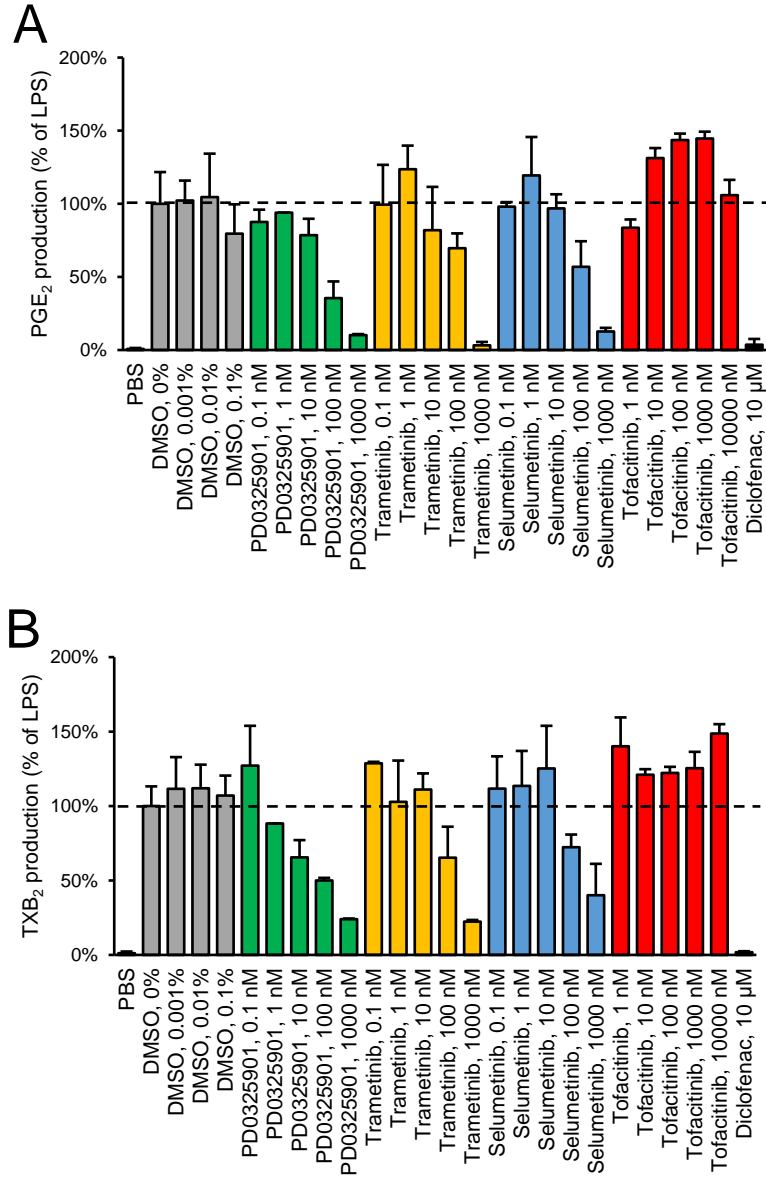 A
PGE2 production (% of LPS)
200%
150%
100%
50%
0%
PBS
DMSO, 0%
DMSO, 0.001%
DMSO, 0.01%
DMSO, 0.1%
PD0325901, 0.1 nM
PD0325901, 1 nM
PD0325901, 10 nM
PD0325901, 100 nM
PD0325901, 1000 nM
Trametinib, 0.1 nM
Trametinib, 1 nM
Trametinib, 10 nM
Trametinib, 100 nM
Trametinib, 1000 nM
Selumetinib, 0.1 nM
Selumetinib, 1 nM
Selumetinib, 10 nM
Selumetinib, 100 nM
Selumetinib, 1000 nM
Tofacitinib, 1 nM
Tofacitinib, 10 nM
Tofacitinib, 100 nM
Tofacitinib, 1000 nM
Tofacitinib, 10000 nM
Diclofenac, 10 µM
B
TXB2 production (% of LPS)
200%
150%
100%
50%
0%
PBS
DMSO, 0%
DMSO, 0.001%
DMSO, 0.01%
DMSO, 0.1%
PD0325901, 0.1 nM
PD0325901, 1 nM
PD0325901, 10 nM
PD0325901, 100 nM
PD0325901, 1000 nM
Trametinib, 0.1 nM
Trametinib, 1 nM
Trametinib, 10 nM
Trametinib, 100 nM
Trametinib, 1000 nM
Selumetinib, 0.1 nM
Selumetinib, 1 nM
Selumetinib, 10 nM
Selumetinib, 100 nM
Selumetinib, 1000 nM
Tofacitinib, 1 nM
Tofacitinib, 10 nM
Tofacitinib, 100 nM
Tofacitinib, 1000 nM
Tofacitinib, 10000 nM
Diclofenac, 10 µM